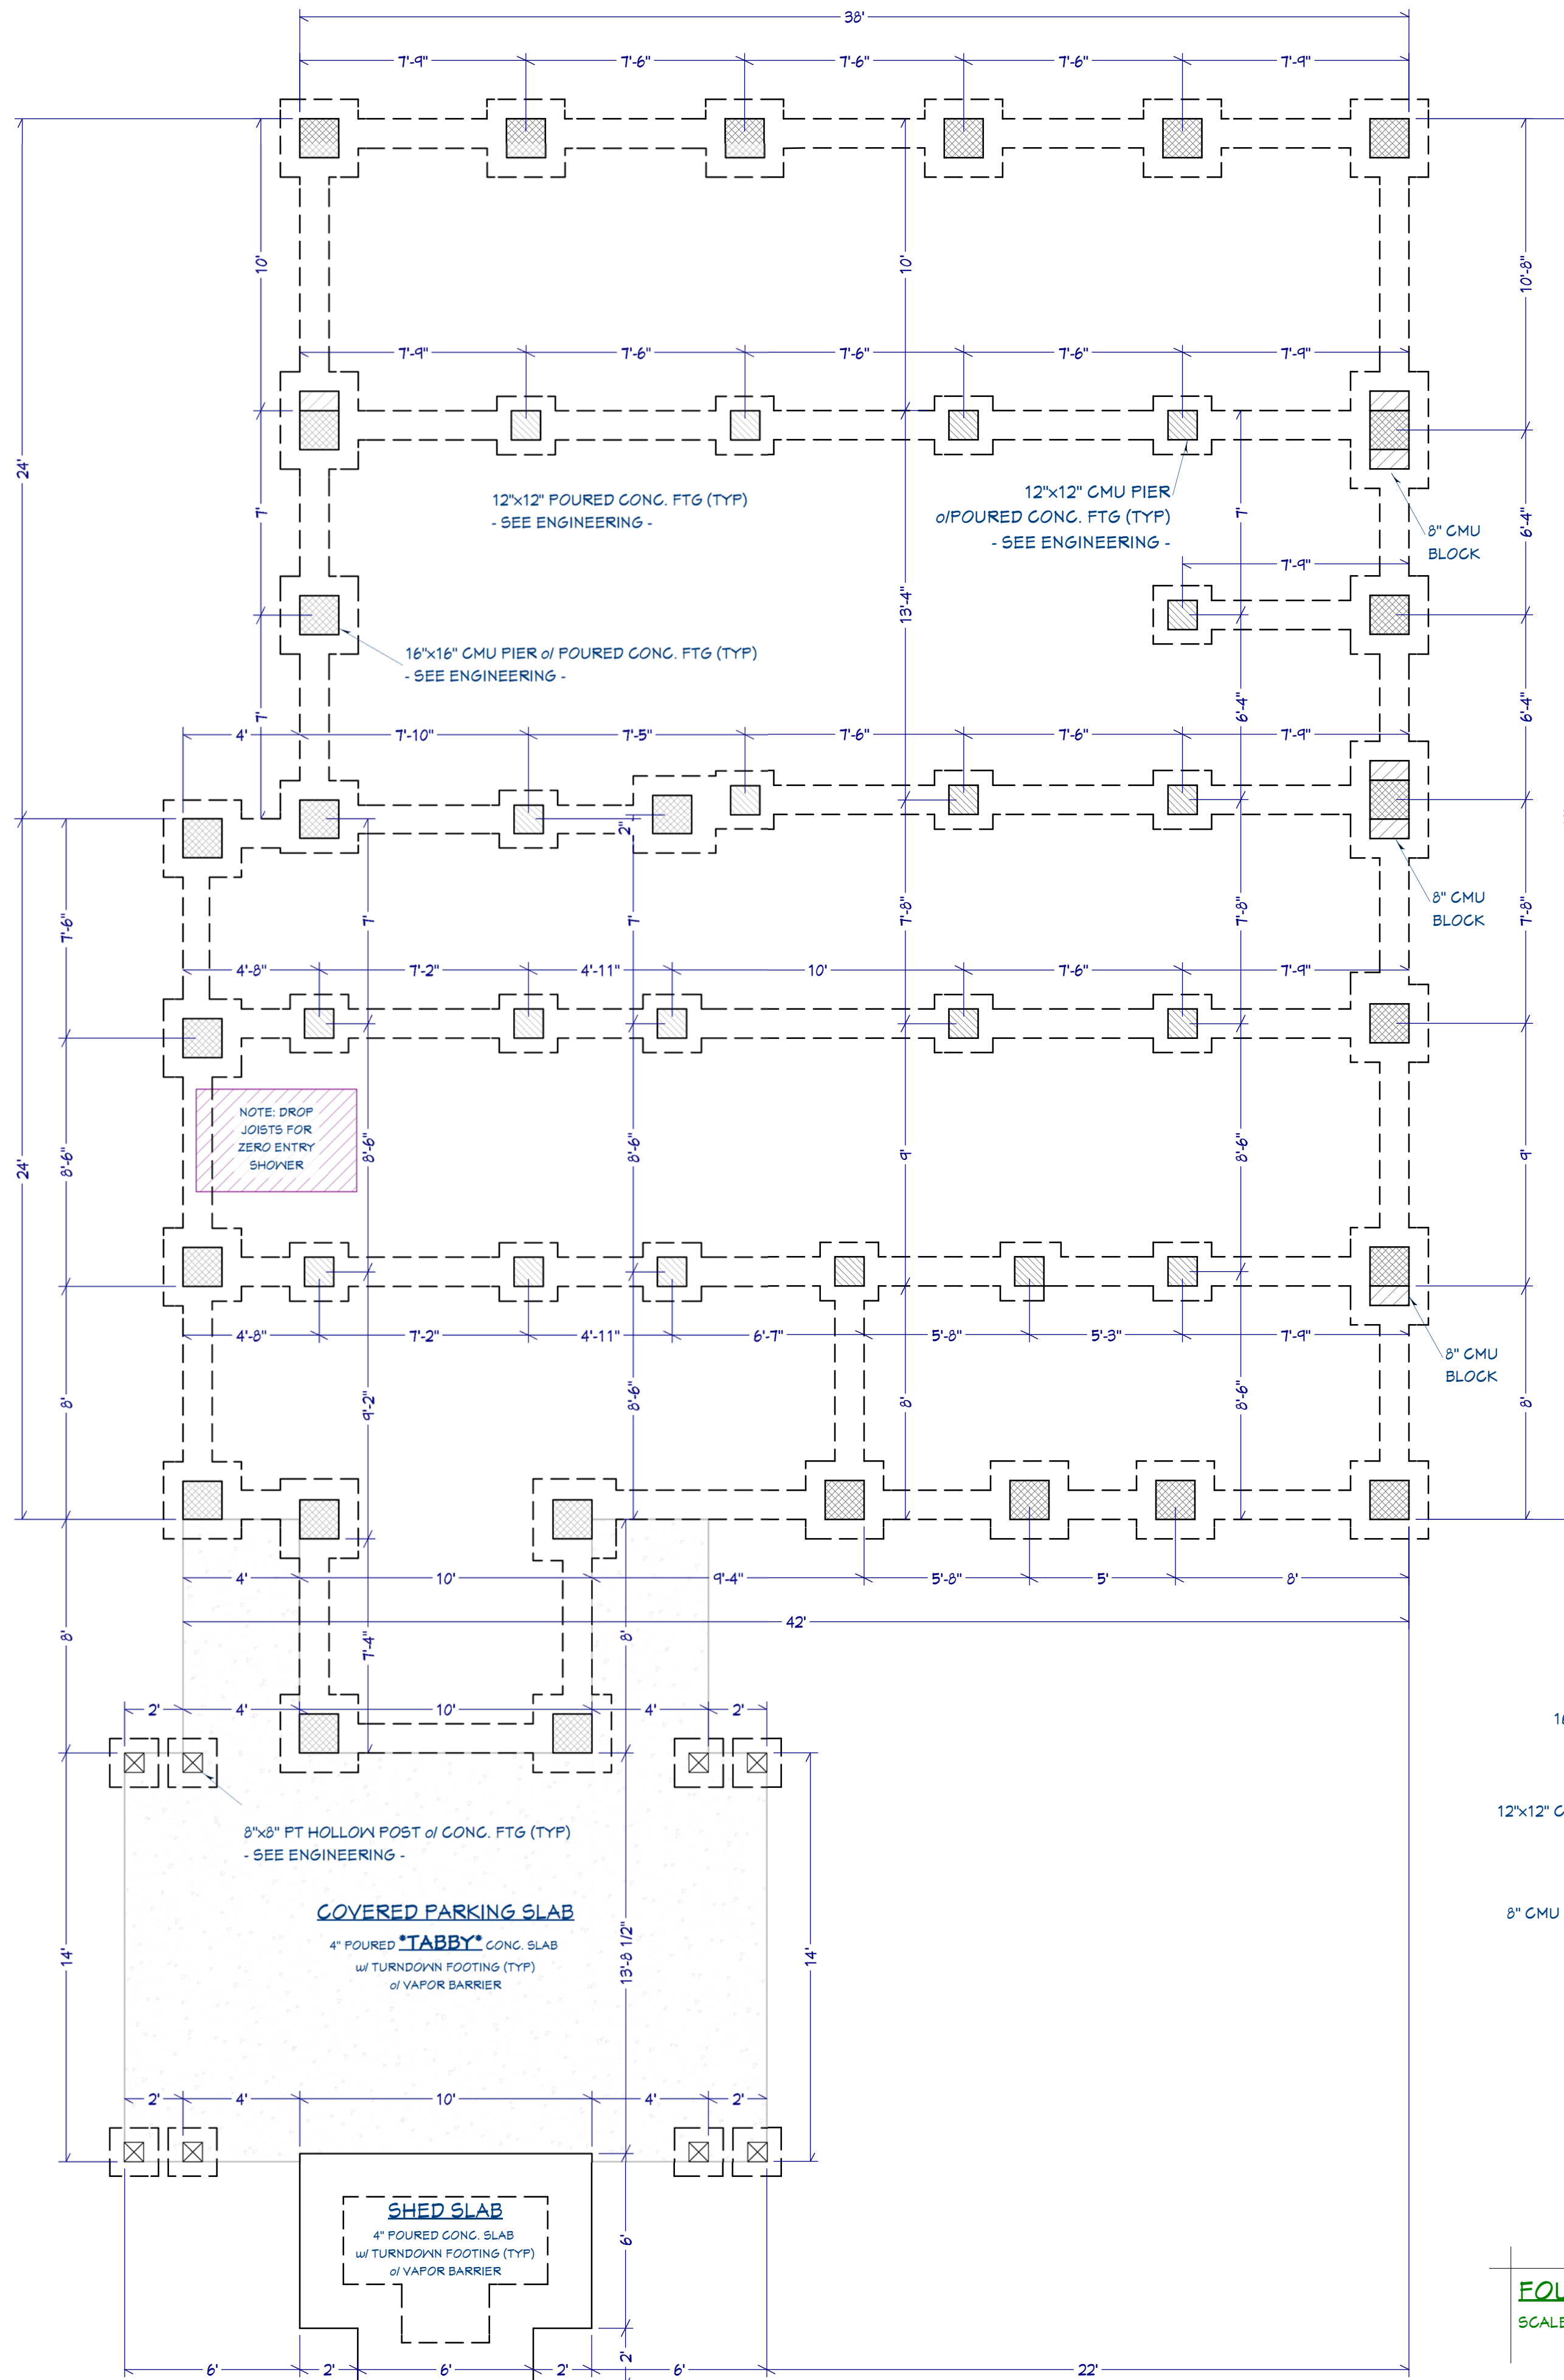 38'
7'-9" 7'-6" 7'-6" 7'-6" 7'-9"
24'
10'
10'
10'-8"
7'-9" 7'-6" 7'-6" 7'-6" 7'-9"
12"x12" POURED CONC. FTG (TYP)
- SEE ENGINEERING -
12"x12" CMU PIER
o/POURED CONC. FTG (TYP)
- SEE ENGINEERING -
8" CMU
BLOCK
7'
7'
6'-4"
7'-9"
13'-4"
16"x16" CMU PIER o/ POURED CONC. FTG (TYP)
- SEE ENGINEERING -
7'
6'-4"
6'-4"
4' 7'-10" 7'-5" 7'-6" 7'-6" 7'-9"
2"
8" CMU
BLOCK
7'-6"
7'
7'
7'-8"
7'-8"
7'-8"
4'-8" 7'-2" 4'-11" 10' 7'-6" 7'-9"
NOTE: DROP
JOISTS FOR
ZERO ENTRY
SHOWER
24'
8'-6"
8'-6"
8'-6"
9'
8'-6"
9'
4'-8" 7'-2" 4'-11" 6'-7" 5'-8" 5'-3" 7'-9"
8" CMU
BLOCK
8'
9'-2"
8'-6"
8'
8'-6"
8'
4' 10' 9'-4" 5'-8" 5' 8'
42'
8'
7'-4"
8'
2' 4' 10' 4' 2'
16
8"x8" PT HOLLOW POST o/ CONC. FTG (TYP)
- SEE ENGINEERING -
12"x12" C
COVERED PARKING SLAB
4" POURED *TABBY* CONC. SLAB
w/ TURNDOWN FOOTING (TYP)
o/ VAPOR BARRIER
8" CMU
14'
13'-8 1/2"
14'
2' 4' 10' 4' 2'
SHED SLAB
4" POURED CONC. SLAB
w/ TURNDOWN FOOTING (TYP)
o/ VAPOR BARRIER
6'
2'
FOU
SCALE
6' 2' 6' 2' 6' 22'